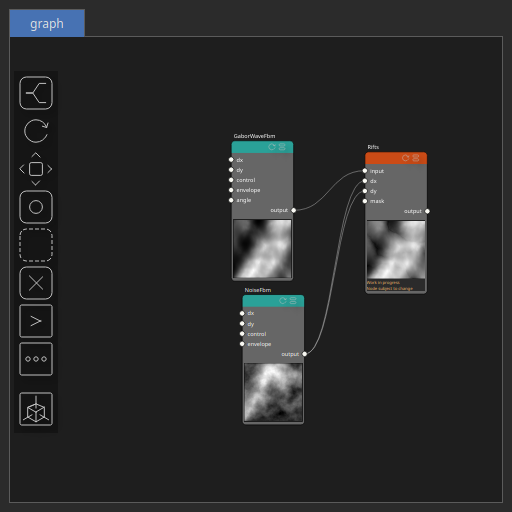 graph
GaborWaveFbm
dx
dy
control
envelope
angle
output
Rifts
input
dx
dy
mask
output
Work in progress
Node subject to change
NoiseFbm
dx
dy
control
envelope
output